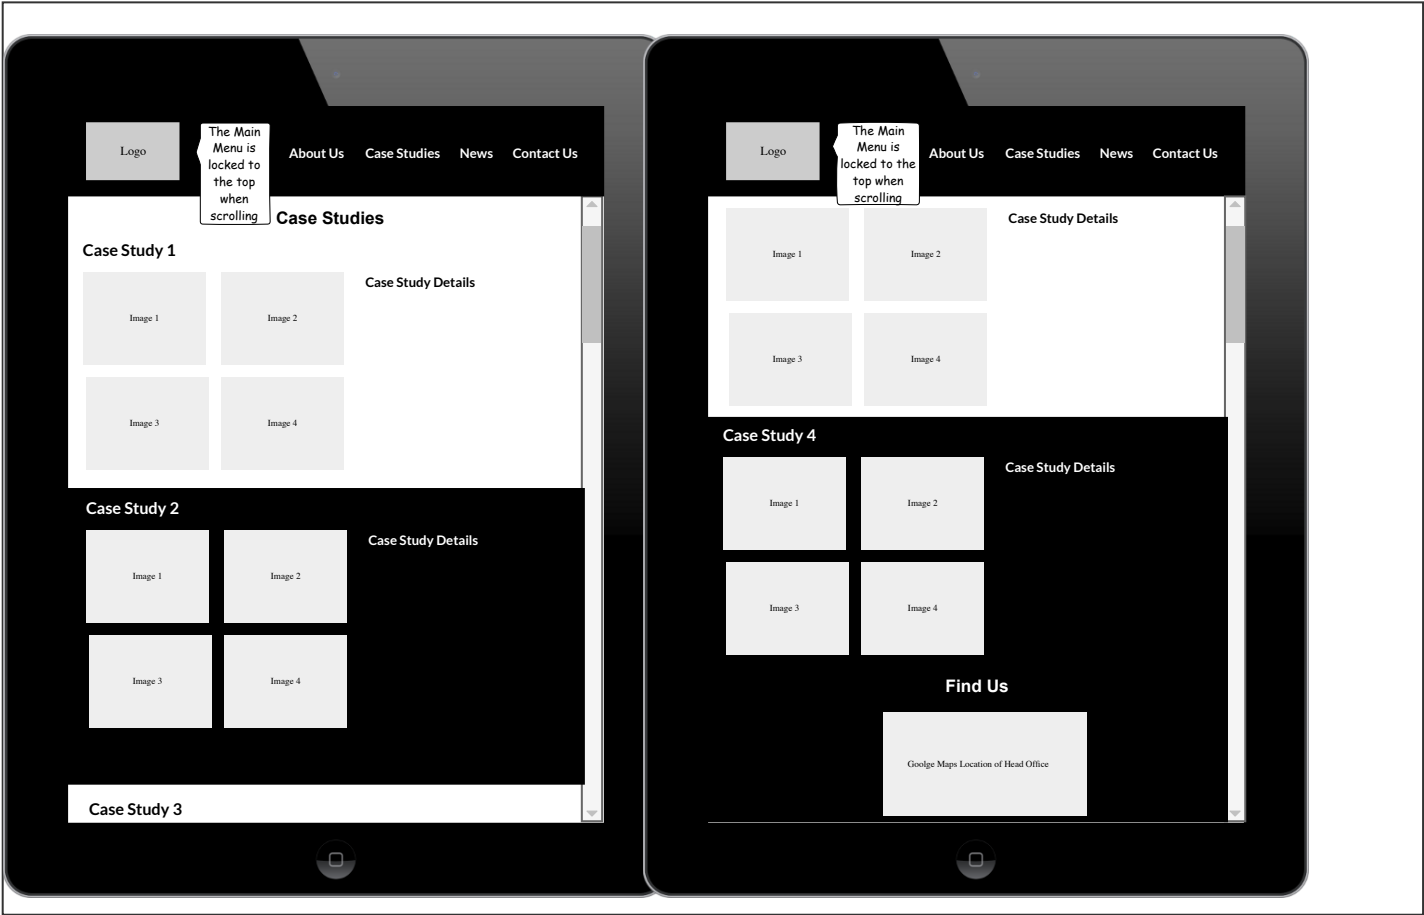 Logo
The Main
Menu is
locked to
the top
when
scrolling
About Us Case Studies News Contact Us
Case Studies
Case Study 1
Case Study Details
Image 1 Image 2
Image 3 Image 4
Case Study 2
Case Study Details
Image 1 Image 2
Image 3 Image 4
Case Study 3
Logo
The Main
Menu is
locked to the
top when
scrolling
About Us Case Studies News Contact Us
Case Study Details
Image 1 Image 2
Image 3 Image 4
Case Study 4
Case Study Details
Image 1 Image 2
Image 3 Image 4
Find Us
Goolge Maps Location of Head Office